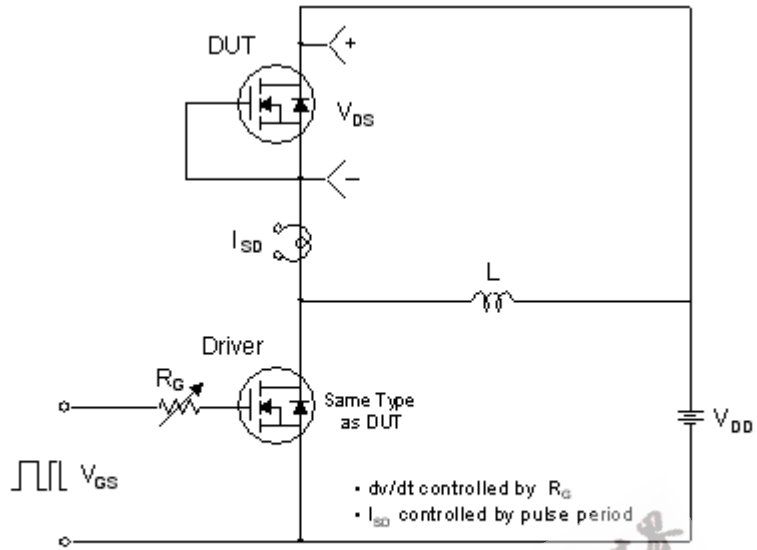 DUT
+
VDS
−
ISD
L
Driver
RG
Same Type
as DUT
VDD
VGS
• dv/dt controlled by RG
• ISD controlled by pulse period